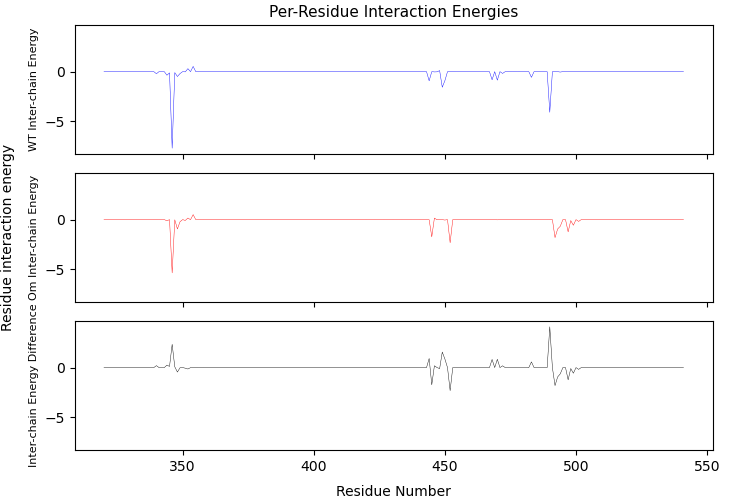 Per-Residue Interaction Energies
Residue interaction energy
WT Inter-chain Energy
0
−5
Om Inter-chain Energy
0
−5
Inter-chain Energy Difference
0
−5
350
400
450
500
550
Residue Number